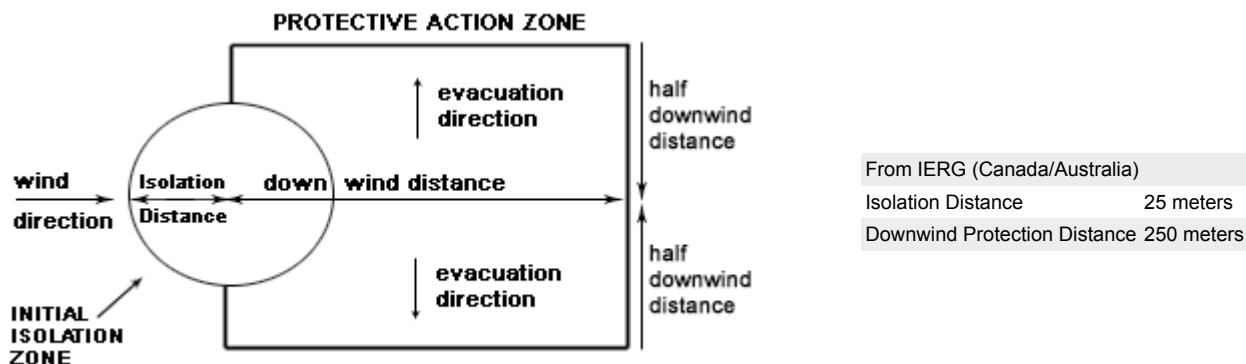 PROTECTIVE ACTION ZONE
evacuation
direction
half
downwind
distance
wind
direction
Isolation
Distance
down wind distance
evacuation
direction
half
downwind
distance
INITIAL
ISOLATION
ZONE
From IERG (Canada/Australia)
Isolation Distance 25 meters
Downwind Protection Distance 250 meters